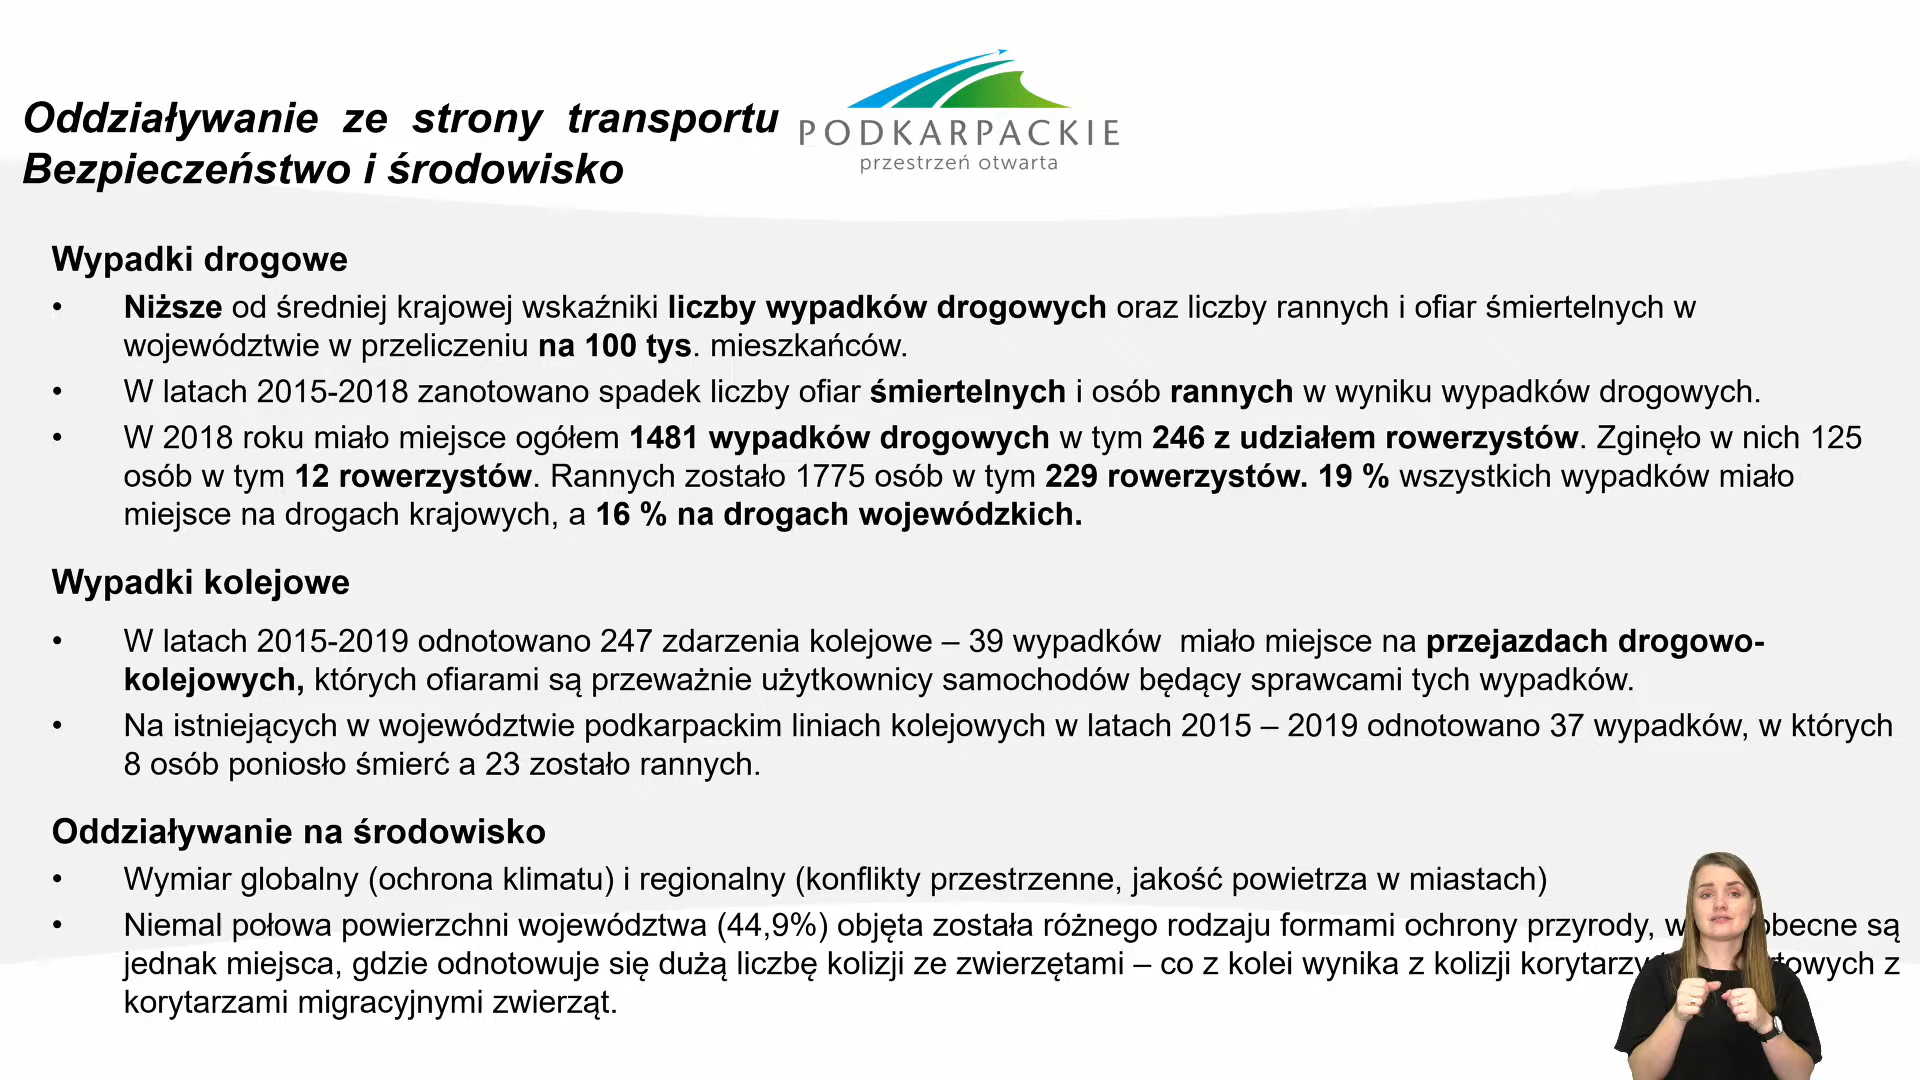 Oddziaływanie ze strony transportu
Bezpieczeństwo i środowisko
PODKARPACKIE
przestrzeń otwarta
Wypadki drogowe
• Niższe od średniej krajowej wskaźniki liczby wypadków drogowych oraz liczby rannych i ofiar śmiertelnych w
województwie w przeliczeniu na 100 tys. mieszkańców.
• W latach 2015-2018 zanotowano spadek liczby ofiar śmiertelnych i osób rannych w wyniku wypadków drogowych.
• W 2018 roku miało miejsce ogółem 1481 wypadków drogowych w tym 246 z udziałem rowerzystów. Zginęło w nich 125
osób w tym 12 rowerzystów. Rannych zostało 1775 osób w tym 229 rowerzystów. 19 % wszystkich wypadków miało
miejsce na drogach krajowych, a 16 % na drogach wojewódzkich.
Wypadki kolejowe
• W latach 2015-2019 odnotowano 247 zdarzenia kolejowe – 39 wypadków miało miejsce na przejazdach drogowo-
kolejowych, których ofiarami są przeważnie użytkownicy samochodów będący sprawcami tych wypadków.
• Na istniejących w województwie podkarpackim liniach kolejowych w latach 2015 – 2019 odnotowano 37 wypadków, w których
8 osób poniosło śmierć a 23 zostało rannych.
Oddziaływanie na środowisko
• Wymiar globalny (ochrona klimatu) i regionalny (konflikty przestrzenne, jakość powietrza w miastach)
• Niemal połowa powierzchni województwa (44,9%) objęta została różnego rodzaju formami ochrony przyrody, są
jednak miejsca, gdzie odnotowuje się dużą liczbę kolizji ze zwierzętami – co z kolei wynika z kolizji z
korytarzami migracyjnymi zwierząt.